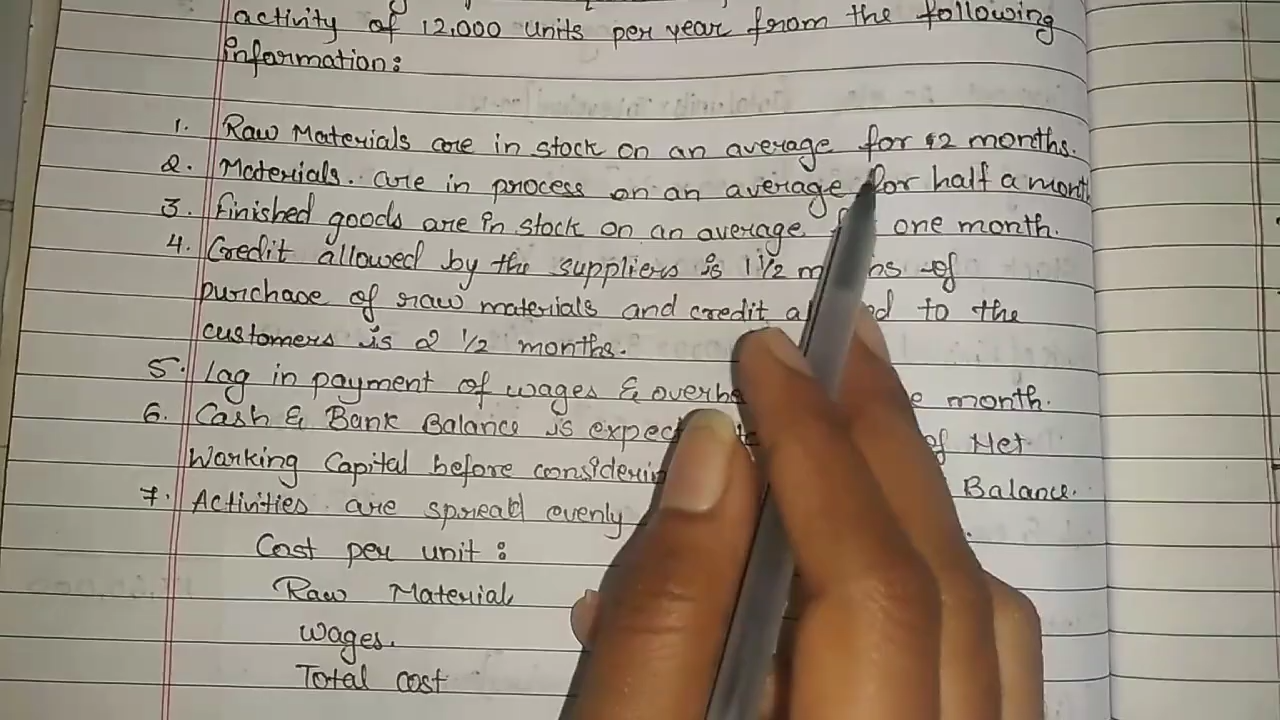 activity of 12,000 units per year from the following
information:
1. Raw Materials are in stock on an average for 2 months.
2. Materials. are in process on an average for half a mont
3. Finished goods are in stock on an average one month.
4. Credit allowed by the suppliers is 1 1/2 of
purchase of raw materials and credit to the
customers is 2 1/2 months.
5. Lag in payment of wages & month.
6. Cash & Bank Balance is of Net
Working Capital before Balance.
7. Activities are spread evenly
Cost per unit :
Raw Material
Wages.
Total cost